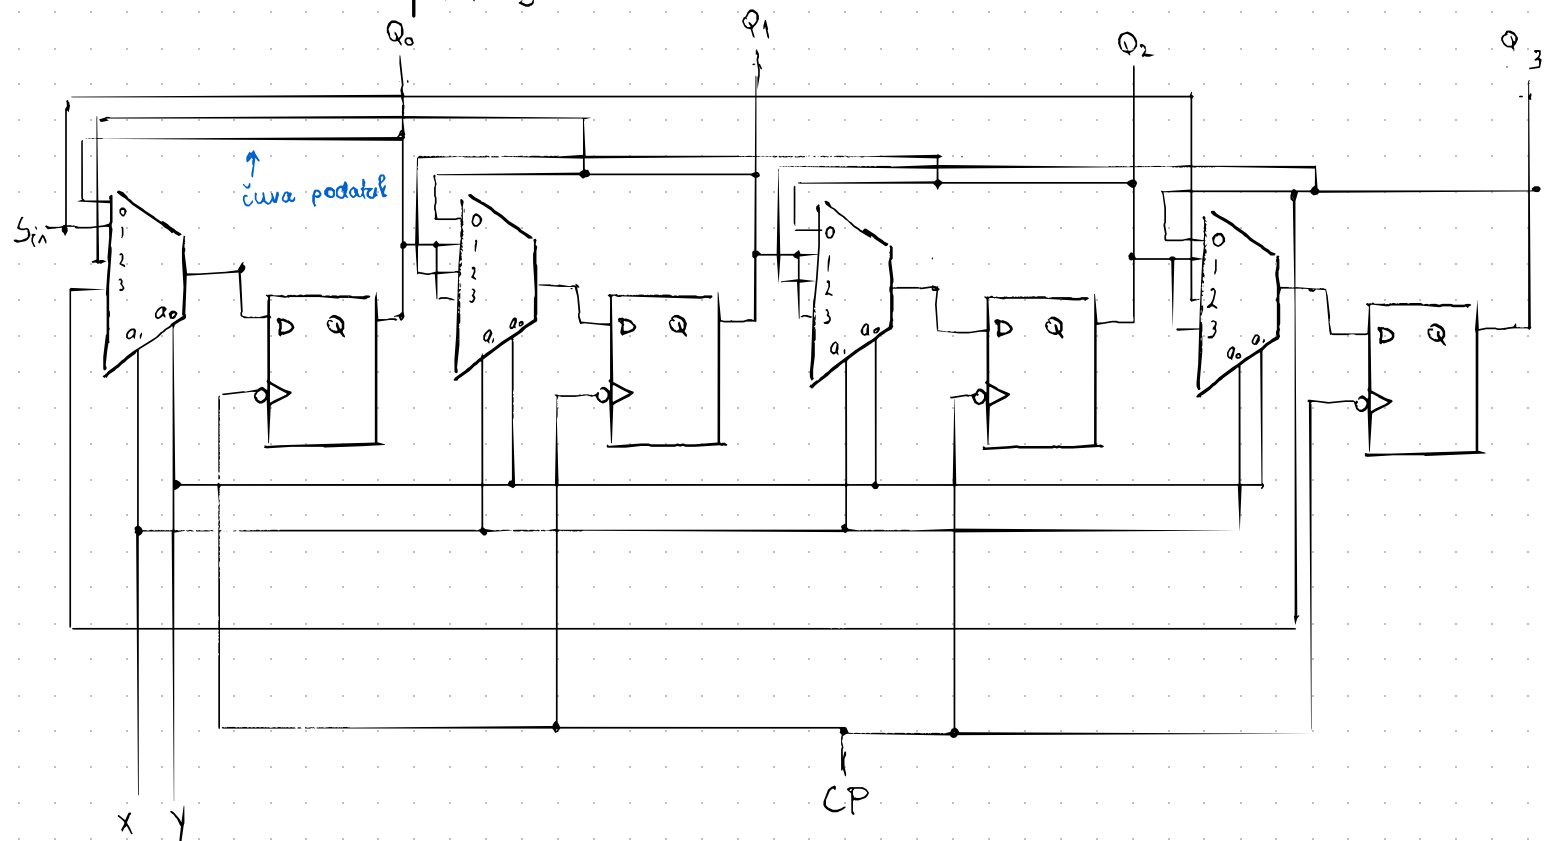 Q₀
Q₁
Q₂
Q₃
čuva podatak
Sin
0
1
2
3
a₁
a₀
D Q
0
1
2
3
a₁
a₀
D Q
0
1
2
3
a₁
a₀
D Q
0
1
2
3
a₀
a₁
D Q
CP
x y